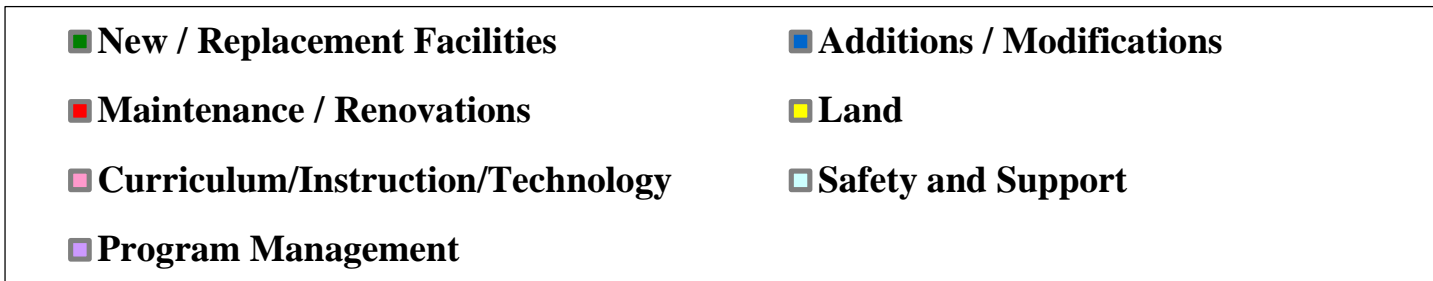 New / Replacement Facilities
Additions / Modifications
Maintenance / Renovations
Land
Curriculum/Instruction/Technology
Safety and Support
Program Management